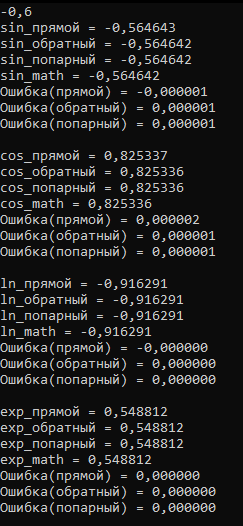 -0,6
sin_прямой = -0,564643
sin_обратный = -0,564642
sin_попарный = -0,564642
sin_math = -0,564642
Ошибка(прямой) = -0,000001
Ошибка(обратный) = 0,000001
Ошибка(попарный) = 0,000001
cos_прямой = 0,825337
cos_обратный = 0,825336
cos_попарный = 0,825336
cos_math = 0,825336
Ошибка(прямой) = 0,000002
Ошибка(обратный) = 0,000001
Ошибка(попарный) = 0,000001
ln_прямой = -0,916291
ln_обратный = -0,916291
ln_попарный = -0,916291
ln_math = -0,916291
Ошибка(прямой) = -0,000000
Ошибка(обратный) = 0,000000
Ошибка(попарный) = 0,000000
exp_прямой = 0,548812
exp_обратный = 0,548812
exp_попарный = 0,548812
exp_math = 0,548812
Ошибка(прямой) = 0,000000
Ошибка(обратный) = 0,000000
Ошибка(попарный) = 0,000000